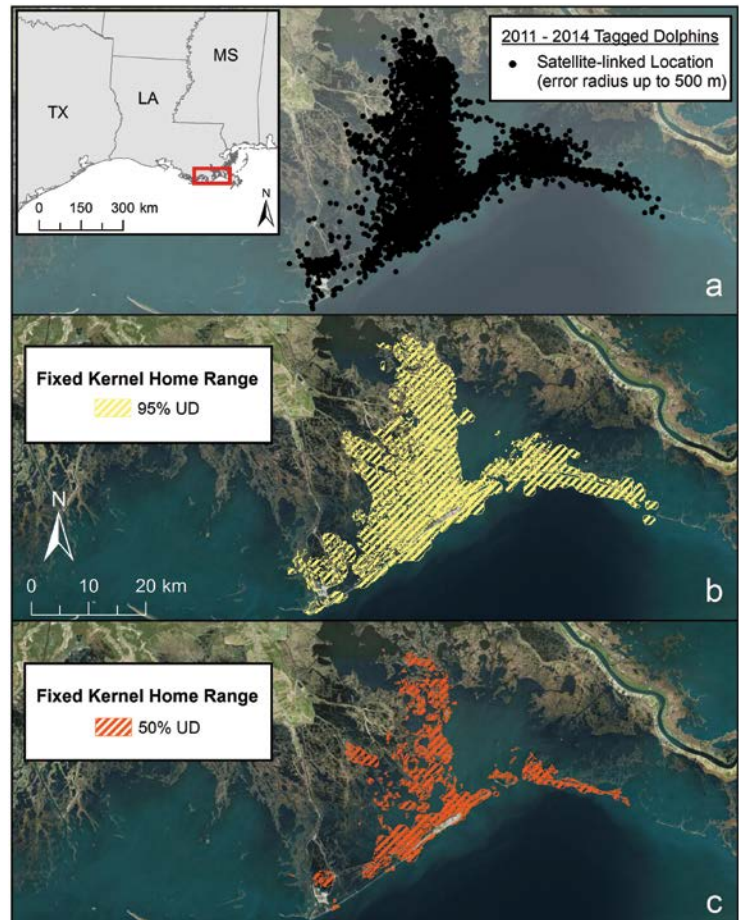 TX
LA
MS
N
0 150 300 km
2011 - 2014 Tagged Dolphins
Satellite-linked Location
(error radius up to 500 m)
a
Fixed Kernel Home Range
95% UD
N
0 10 20 km
b
Fixed Kernel Home Range
50% UD
c